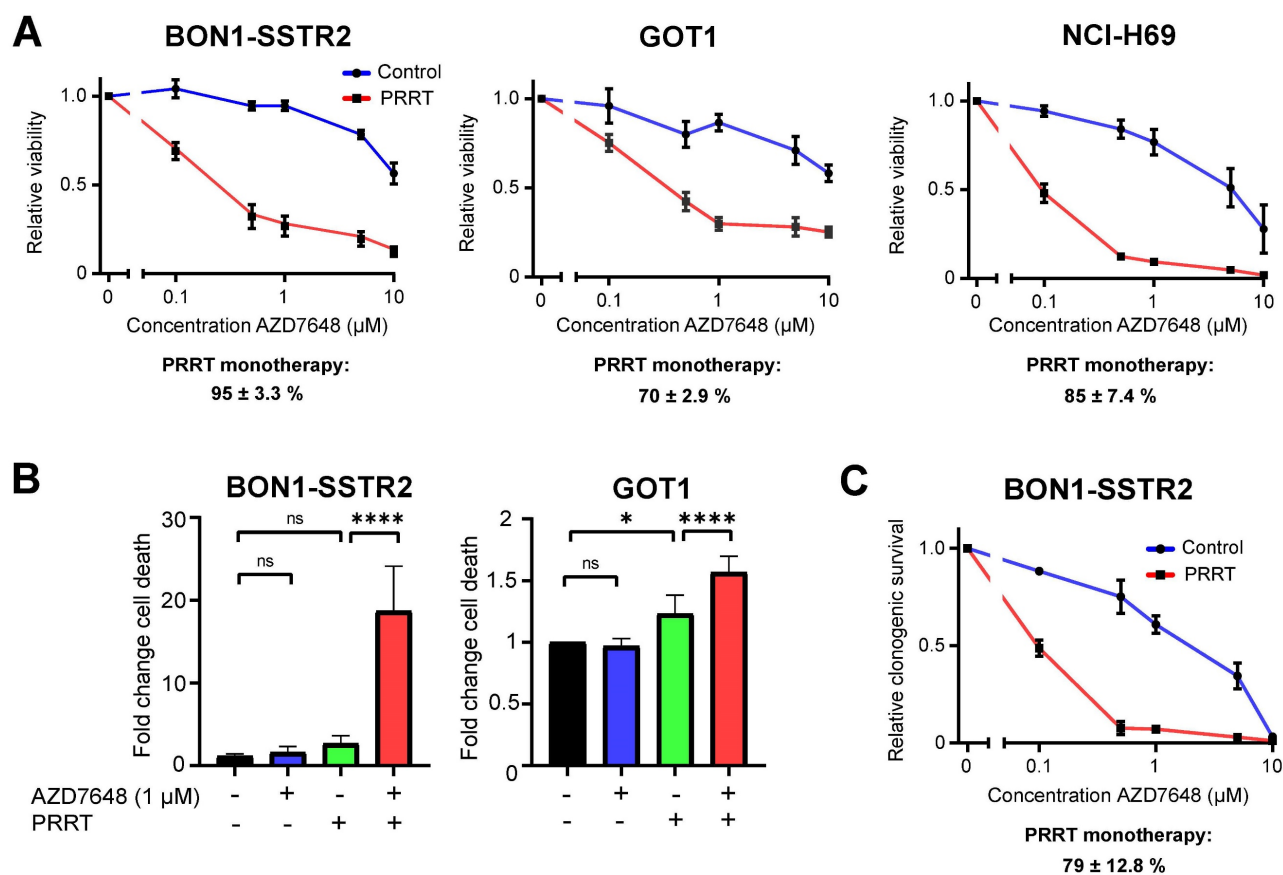 A
BON1-SSTR2
Control
PRRT
Relative viability
1.0
0.5
0
0 0.1 1 10
Concentration AZD7648 (µM)
PRRT monotherapy:
95 ± 3.3 %
GOT1
Relative viability
1.0
0.5
0
0 0.1 1 10
Concentration AZD7648 (µM)
PRRT monotherapy:
70 ± 2.9 %
NCI-H69
Relative viability
1.0
0.5
0
0 0.1 1 10
Concentration AZD7648 (µM)
PRRT monotherapy:
85 ± 7.4 %
B
BON1-SSTR2
Fold change cell death
30
20
10
0
ns
ns
****
GOT1
Fold change cell death
2
1.5
1
0.5
0
ns
*
****
AZD7648 (1 µM) - + - + - + - +
PRRT - - + + - - + +
C
BON1-SSTR2
Control
PRRT
Relative clonogenic survival
1.0
0.5
0
0 0.1 1 10
Concentration AZD7648 (µM)
PRRT monotherapy:
79 ± 12.8 %